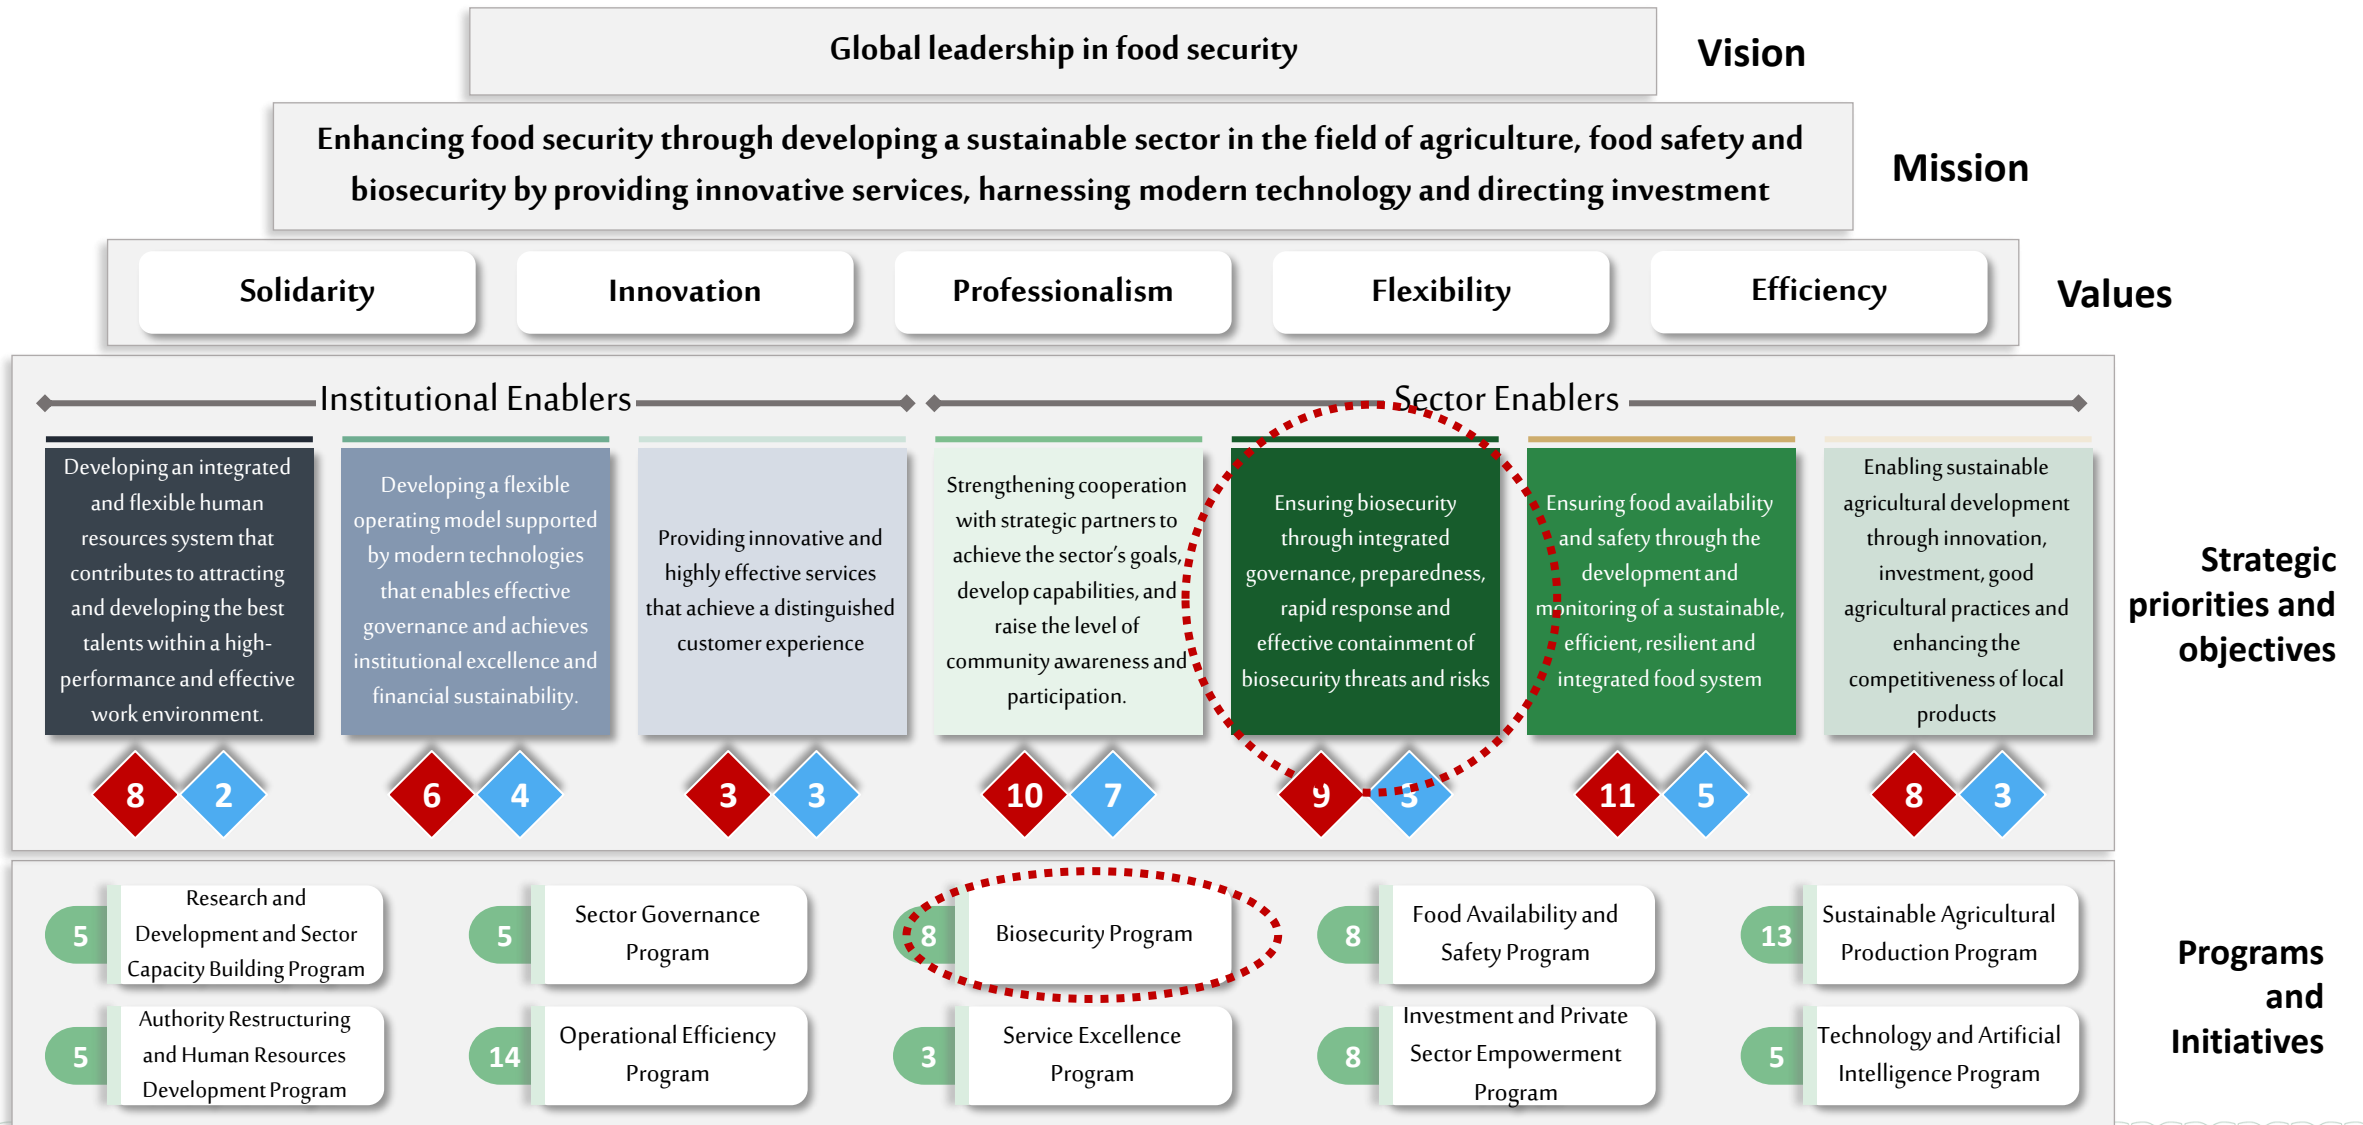 Global leadership in food security
Vision
Enhancing food security through developing a sustainable sector in the field of agriculture, food safety and
biosecurity by providing innovative services, harnessing modern technology and directing investment
Mission
Solidarity
Innovation
Professionalism
Flexibility
Efficiency
Values
Institutional Enablers
Sector Enablers
Developing an integrated
and flexible human
resources system that
contributes to attracting
and developing the best
talents within a high-
performance and effective
work environment.
Developing a flexible
operating model supported
by modern technologies
that enables effective
governance and achieves
institutional excellence and
financial sustainability.
Providing innovative and
highly effective services
that achieve a distinguished
customer experience
Strengthening cooperation
with strategic partners to
achieve the sector's goals,
develop capabilities, and
raise the level of
community awareness and
participation.
Ensuring biosecurity
through integrated
governance, preparedness,
rapid response and
effective containment of
biosecurity threats and risks
Ensuring food availability
and safety through the
development and
monitoring of a sustainable,
efficient, resilient and
integrated food system
Enabling sustainable
agricultural development
through innovation,
investment, good
agricultural practices and
enhancing the
competitiveness of local
products
Strategic
priorities and
objectives
8
2
6
4
3
3
10
7
9
3
11
5
8
3
5
Research and
Development and Sector
Capacity Building Program
5
Sector Governance
Program
8
Biosecurity Program
8
Food Availability and
Safety Program
13
Sustainable Agricultural
Production Program
Programs
and
Initiatives
5
Authority Restructuring
and Human Resources
Development Program
14
Operational Efficiency
Program
3
Service Excellence
Program
8
Investment and Private
Sector Empowerment
Program
5
Technology and Artificial
Intelligence Program